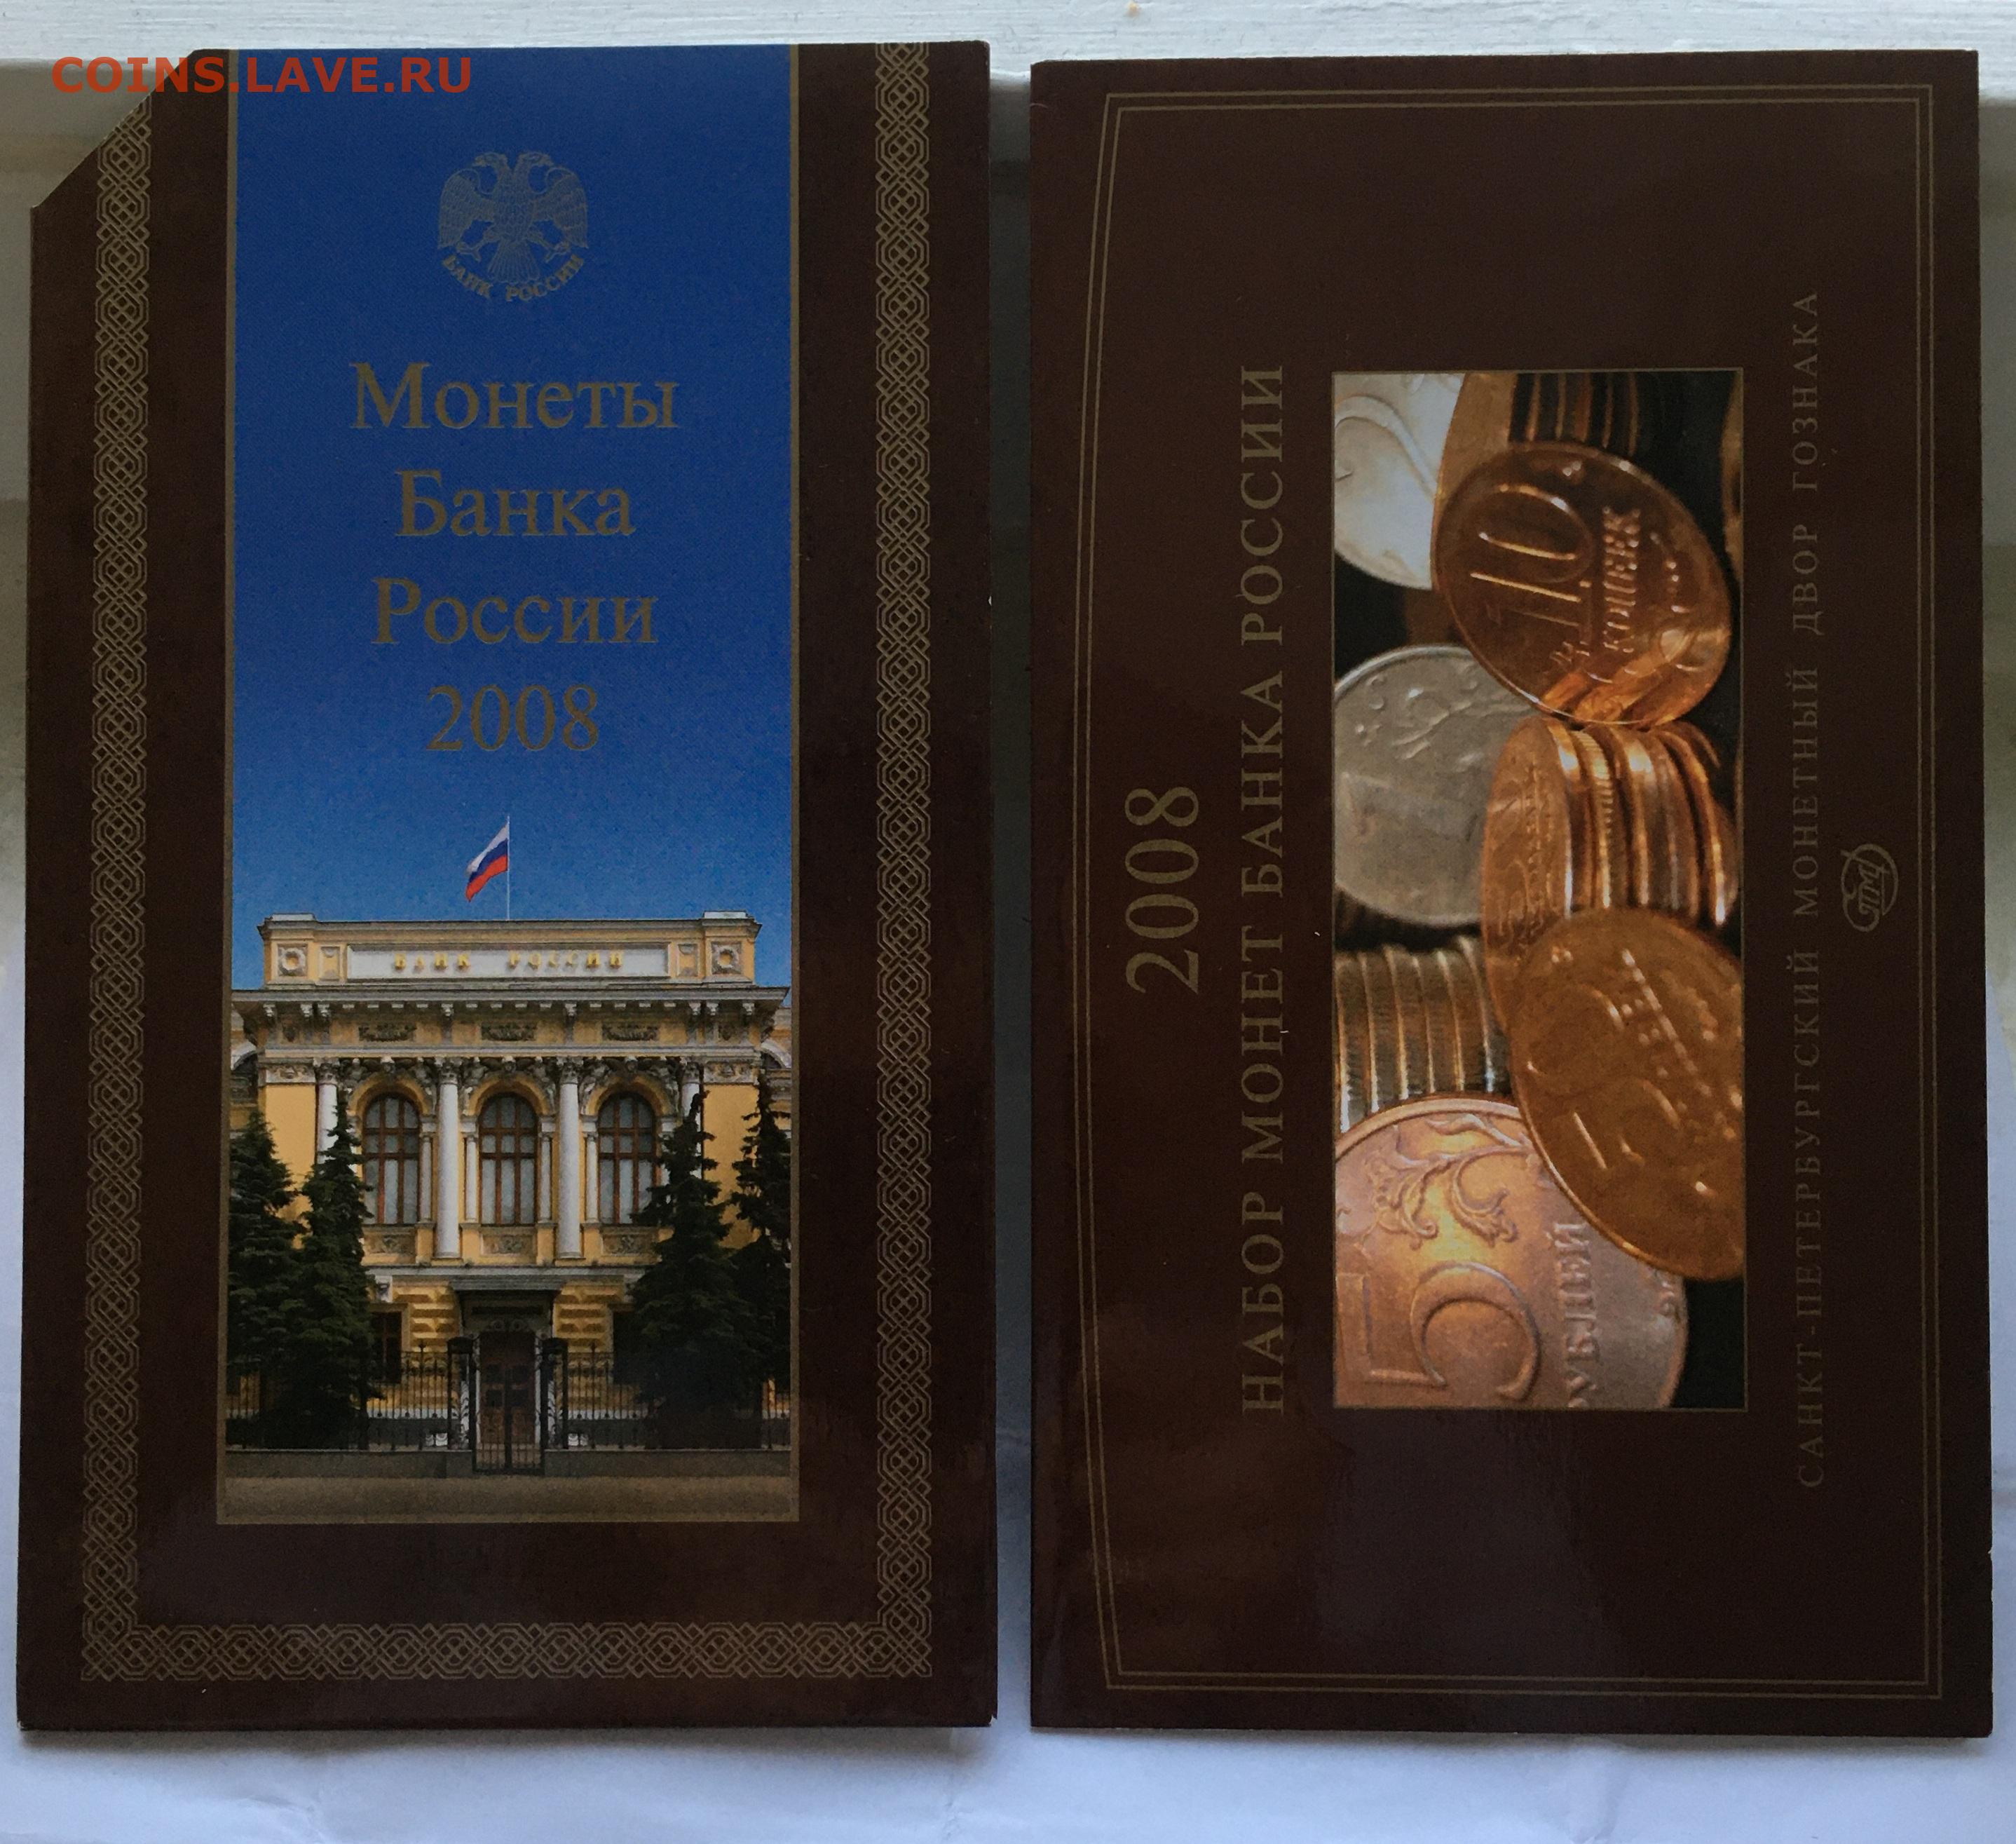 COINS.LAVE.RU
БАНК РОССИИ
Монеты
Банка
России
2008
БАНК РОССИИ
2008
НАБОР МОНЕТ БАНКА РОССИИ
10
КОПЕЕК
5
РУБЛЕЙ
САНКТ-ПЕТЕРБУРГСКИЙ МОНЕТНЫЙ ДВОР ГОЗНАКА